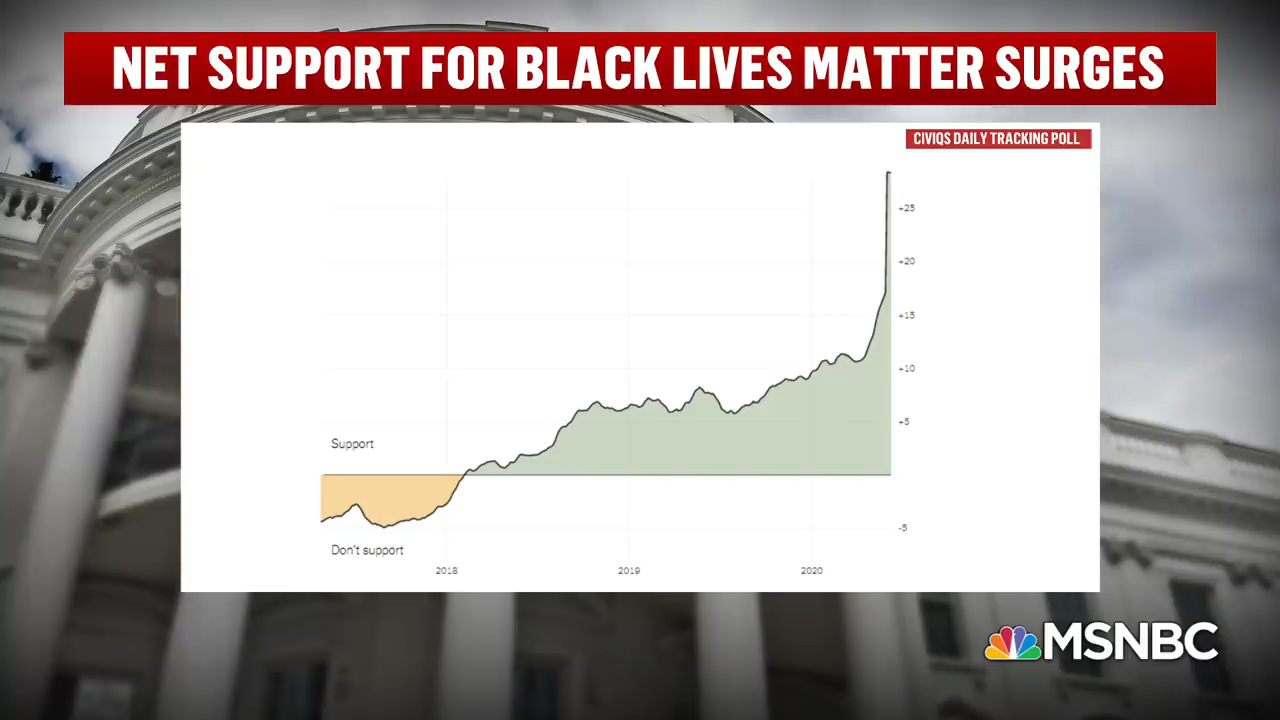 NET SUPPORT FOR BLACK LIVES MATTER SURGES
CIVIQS DAILY TRACKING POLL
+25
+20
+15
+10
+5
Support
-5
Don't support
2018 2019 2020
MSNBC